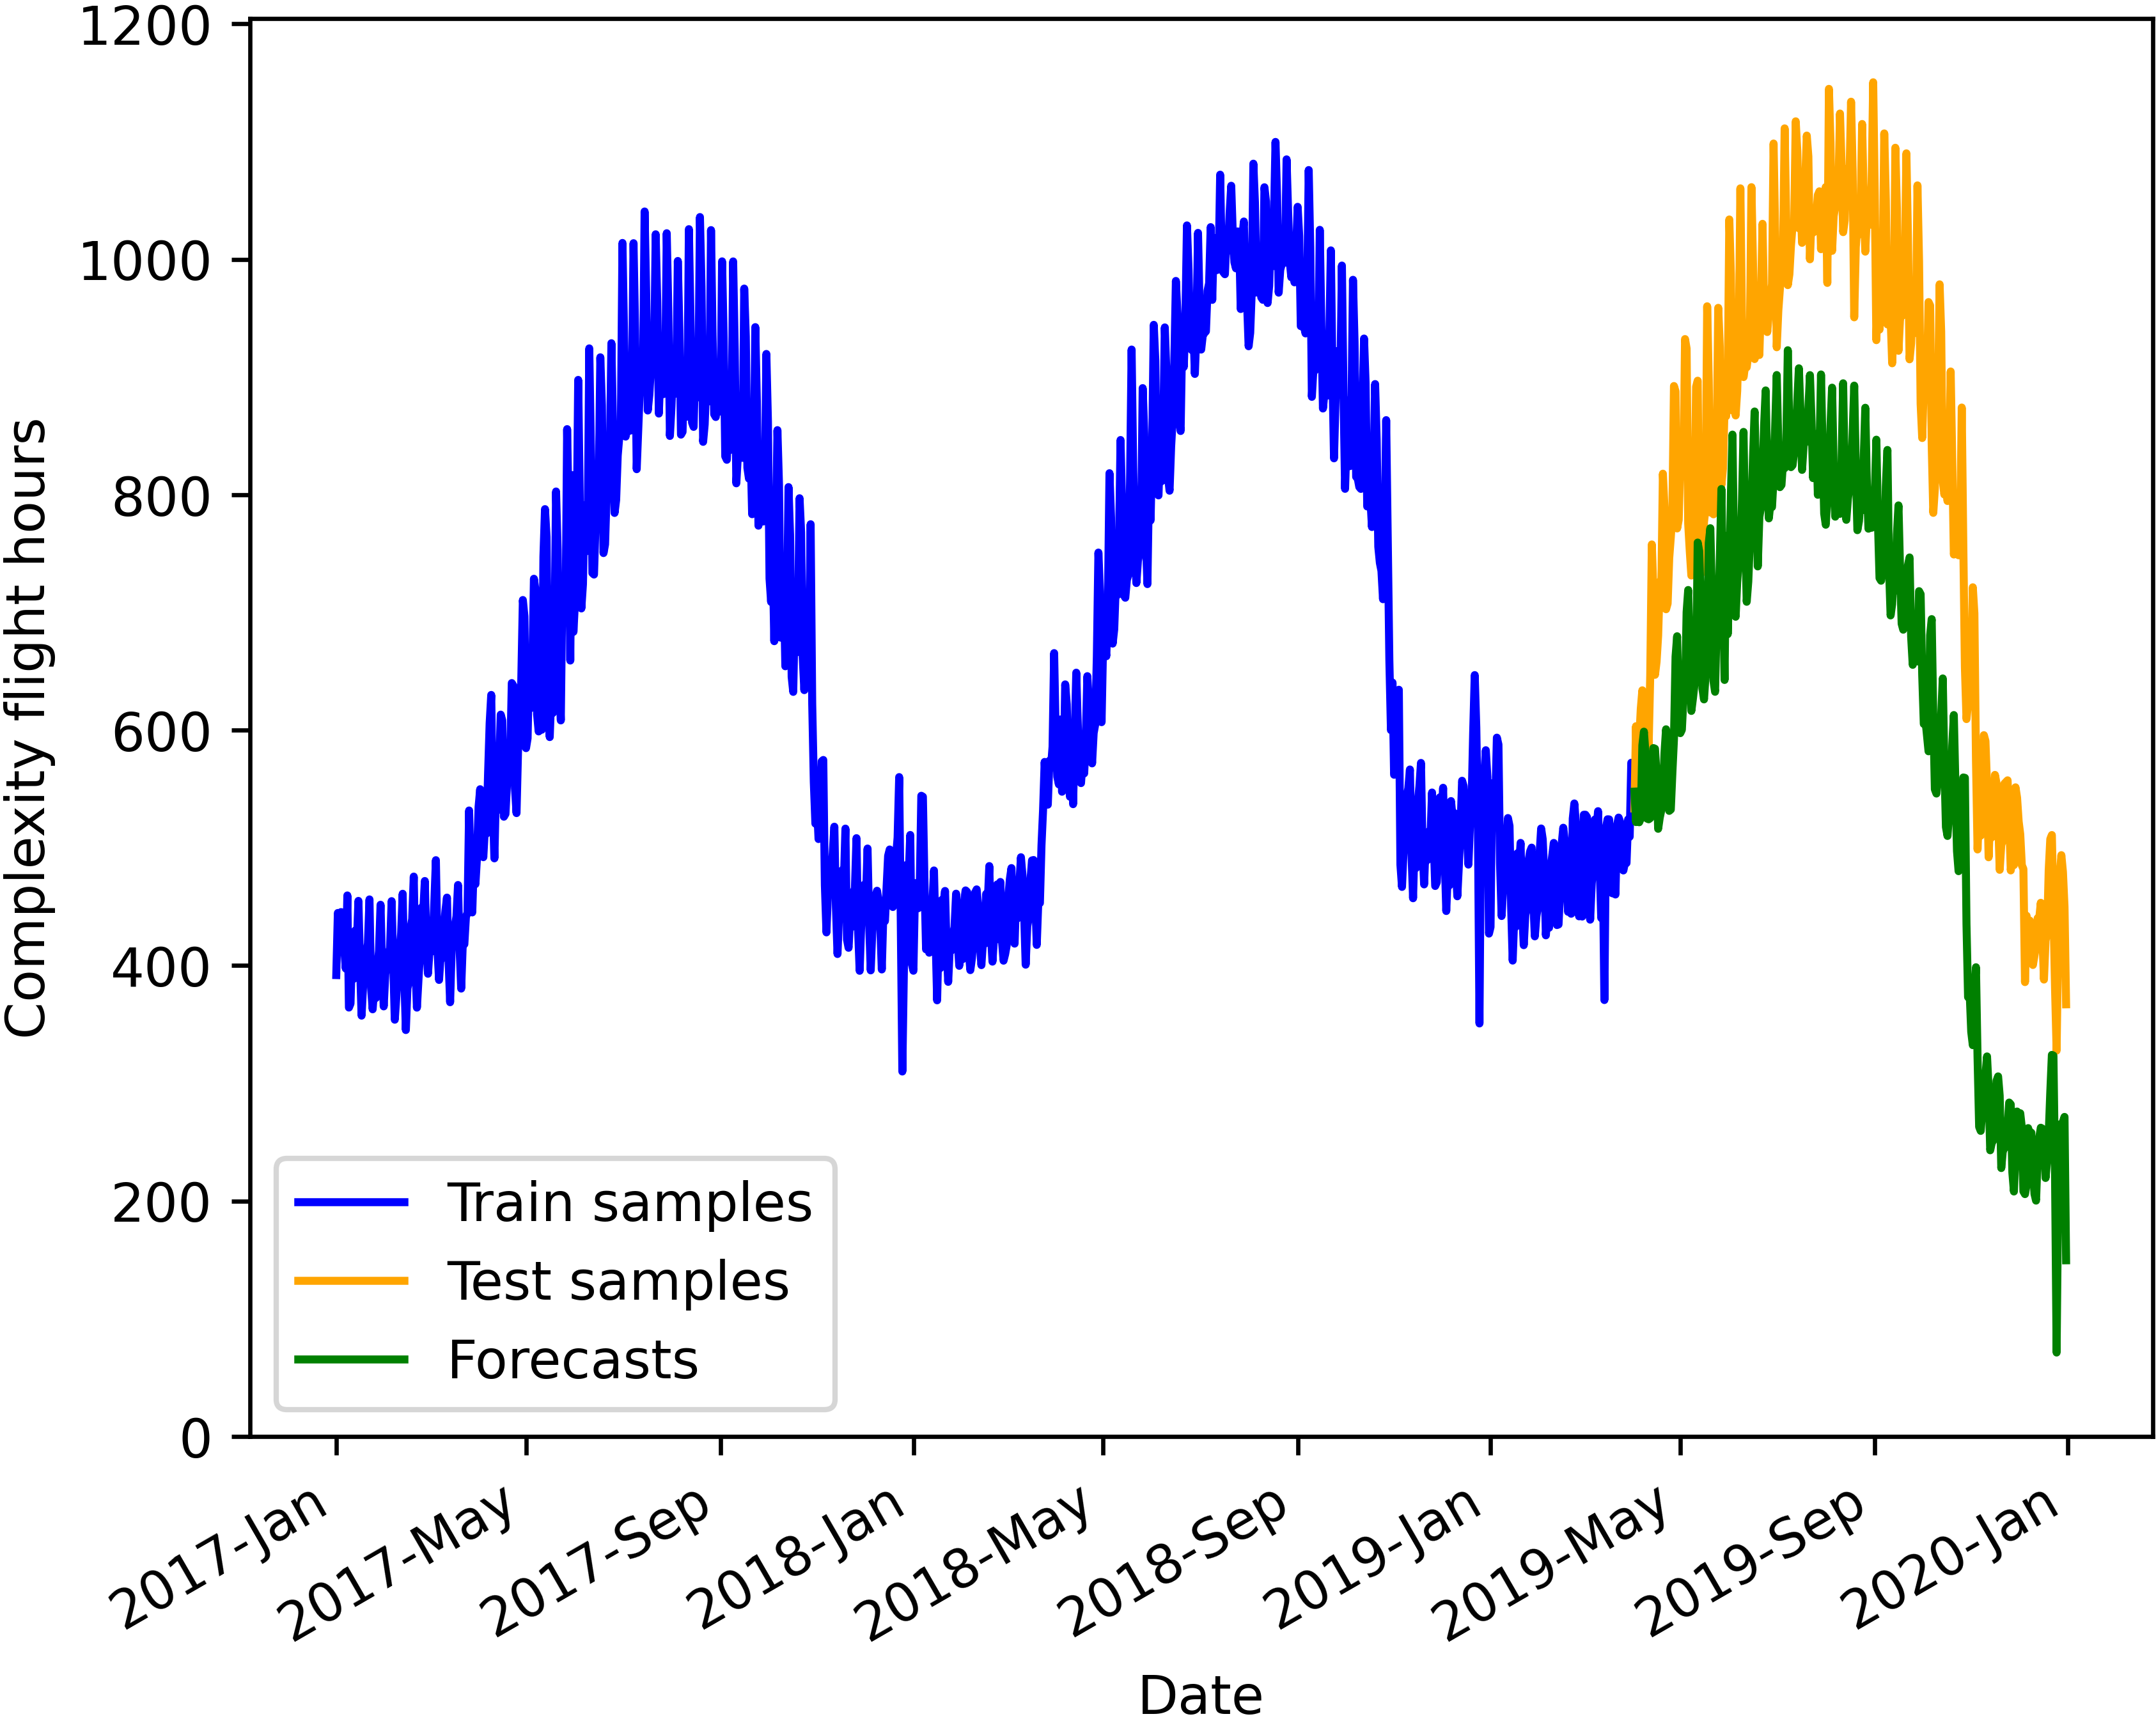 Complexity flight hours
1200
1000
800
600
400
200
0
Train samples
Test samples
Forecasts
2017-Jan
2017-May
2017-Sep
2018-Jan
2018-May
2018-Sep
2019-Jan
2019-May
2019-Sep
2020-Jan
Date